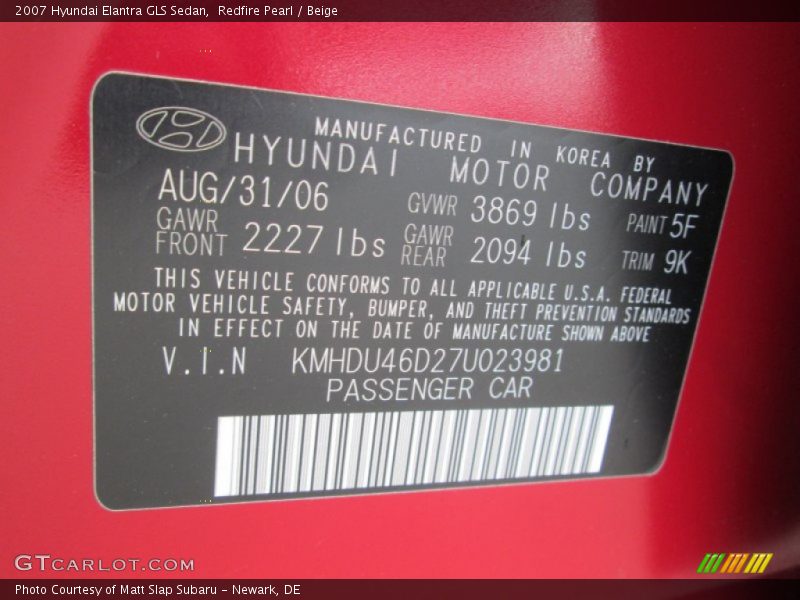 2007 Hyundai Elantra GLS Sedan,  Redfire Pearl / Beige
MANUFACTURED IN KOREA BY
HYUNDAI MOTOR COMPANY
AUG/31/06 GVWR 3869 lbs PAINT 5F
GAWR FRONT 2227 lbs GAWR REAR 2094 lbs TRIM 9K
THIS VEHICLE CONFORMS TO ALL APPLICABLE U.S.A. FEDERAL
MOTOR VEHICLE SAFETY, BUMPER, AND THEFT PREVENTION STANDARDS
IN EFFECT ON THE DATE OF MANUFACTURE SHOWN ABOVE
V.I.N KMHDU46D27U023981
PASSENGER CAR
GTCARLOT.COM
Photo Courtesy of Matt Slap Subaru - Newark, DE